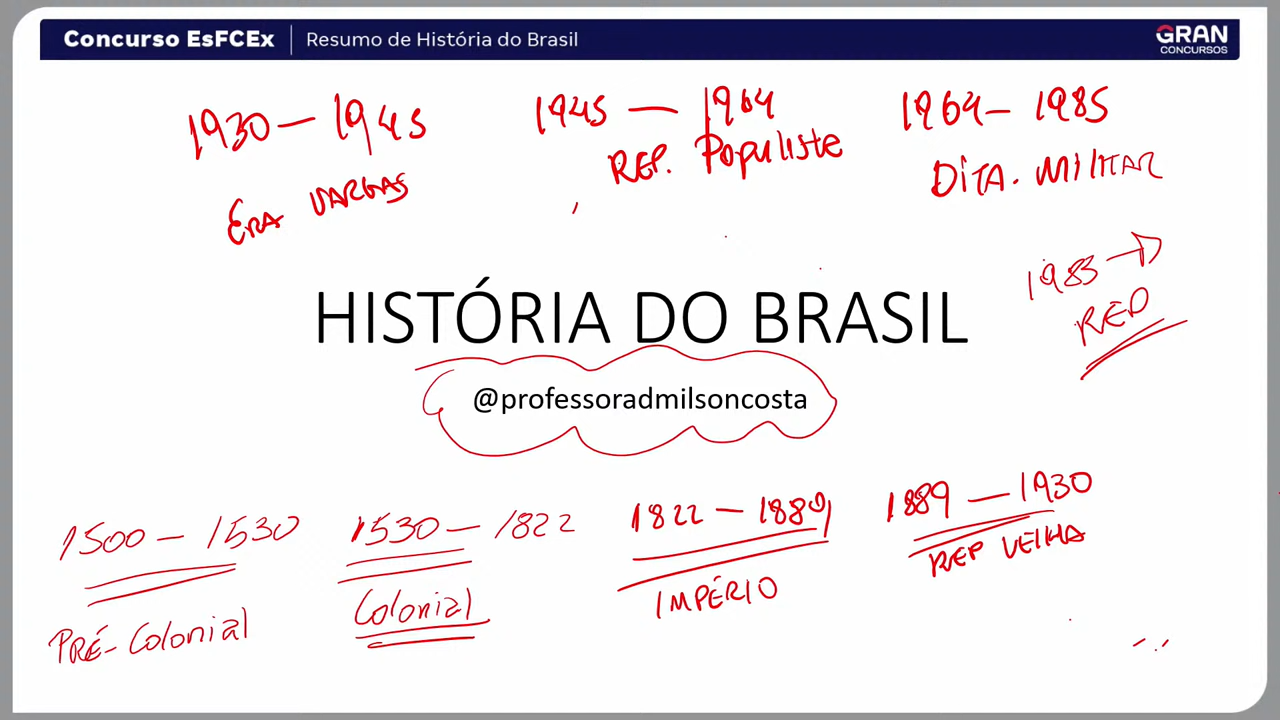 Concurso EsFCEx | Resumo de História do Brasil
GRAN
CONCURSOS
1930 — 1945
ERA VARGAS
1945 — 1964
REP. Populiste
1964 — 1985
DITA. MILITAR
1985 →
HISTÓRIA DO BRASIL
@professoradmilsoncosta
1500 — 1530
PRÉ-Colonial
1530 — 1822
Colonial
1822 — 1889
IMPÉRIO
1889 — 1930
REP VELHA